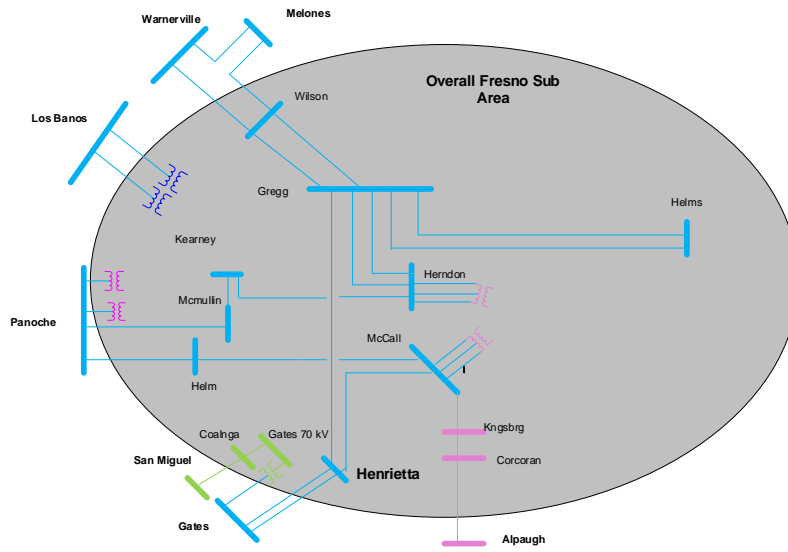 Melones
Warnerville
Overall Fresno Sub
Area
Wilson
Los Banos
Gregg
Helms
Kearney
Herndon
Mcmullin
Panoche
McCall
Helm
Kngsbrg
Coalnga
Gates 70 kV
San Miguel
Corcoran
Henrietta
Gates
Alpaugh